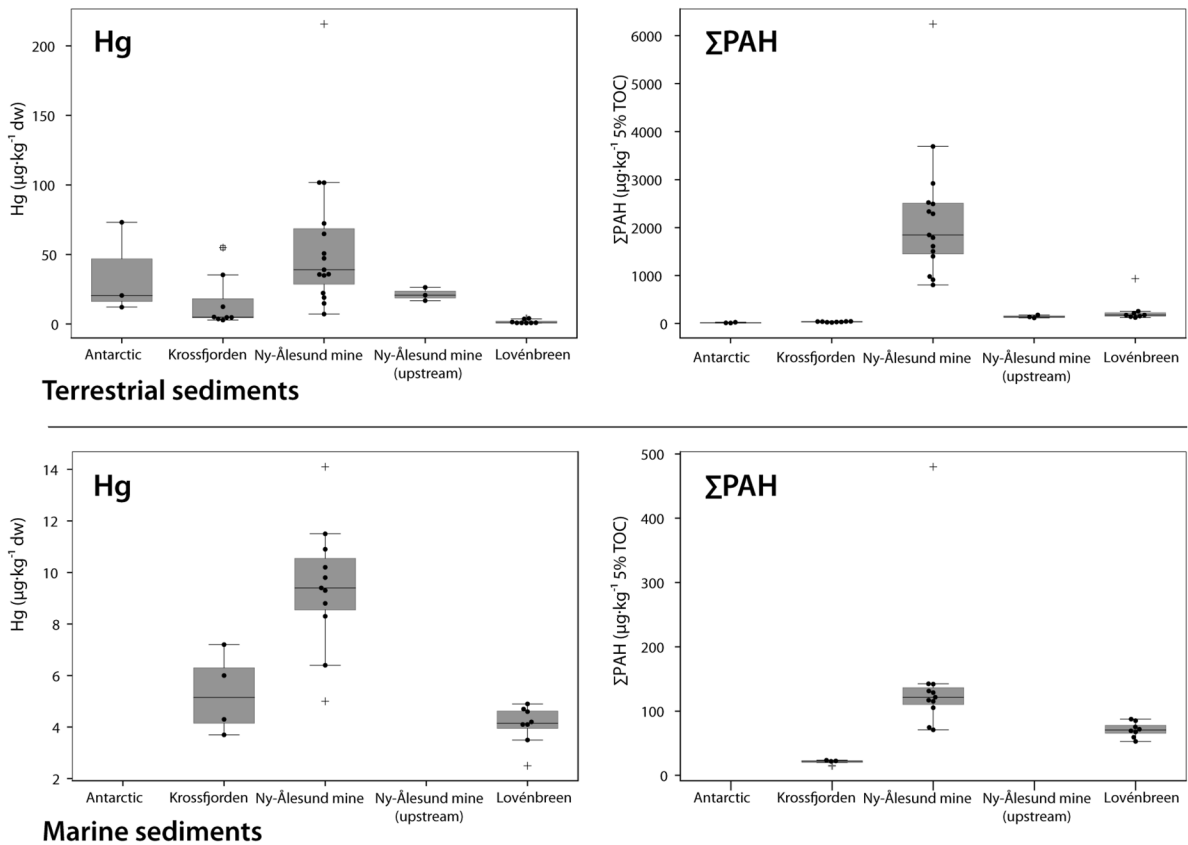 Hg
Hg (µg·kg⁻¹ dw)
200
150
100
50
0
Antarctic
Krossfjorden
Ny-Ålesund mine
Ny-Ålesund mine
(upstream)
Lovénbreen
∑PAH
∑PAH (µg·kg⁻¹ 5% TOC)
6000
5000
4000
3000
2000
1000
0
Antarctic
Krossfjorden
Ny-Ålesund mine
Ny-Ålesund mine
(upstream)
Lovénbreen
Terrestrial sediments
Hg
Hg (µg·kg⁻¹ dw)
14
12
10
8
6
4
2
Antarctic
Krossfjorden
Ny-Ålesund mine
Ny-Ålesund mine
(upstream)
Lovénbreen
∑PAH
∑PAH (µg·kg⁻¹ 5% TOC)
500
400
300
200
100
0
Antarctic
Krossfjorden
Ny-Ålesund mine
Ny-Ålesund mine
(upstream)
Lovénbreen
Marine sediments